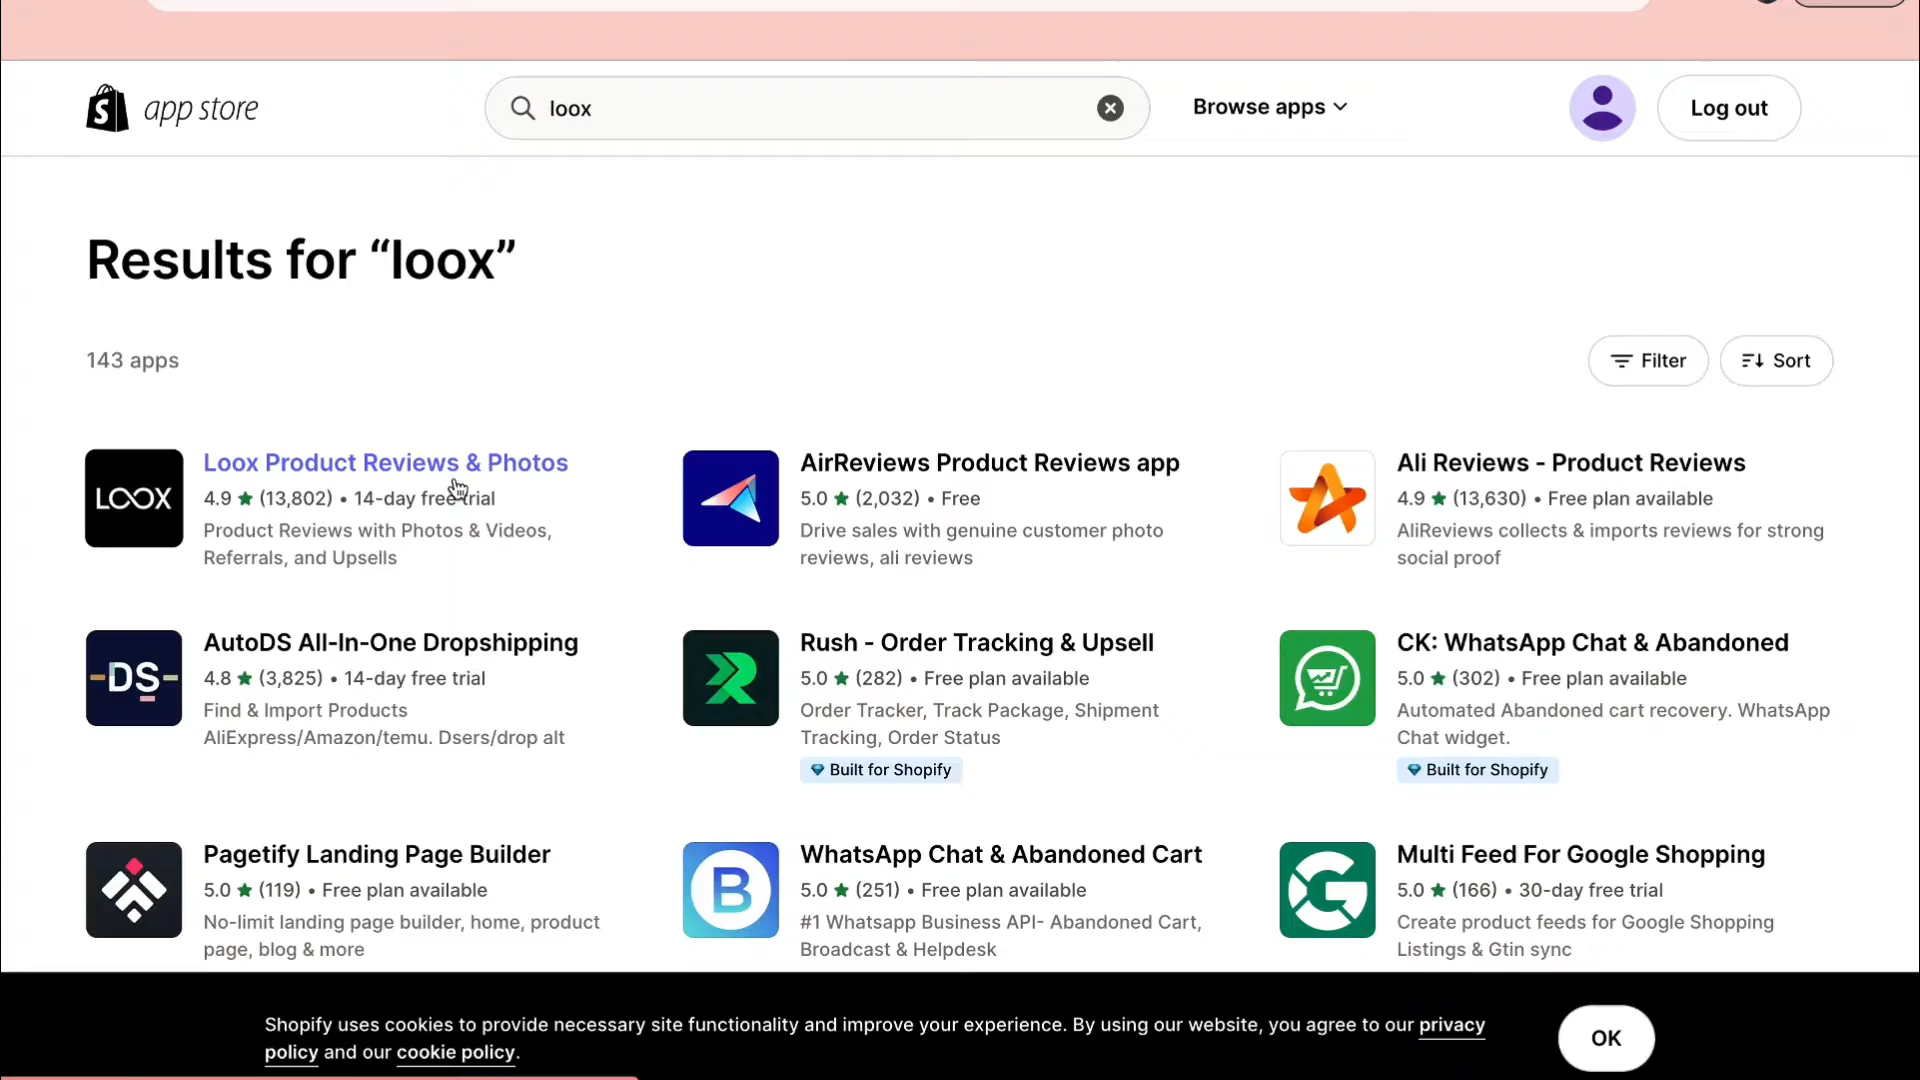 app store
loox
Browse apps
Log out
Results for “loox”
143 apps
Filter
Sort
LOOX
Loox Product Reviews & Photos
4.9 ★ (13,802) • 14-day free trial
Product Reviews with Photos & Videos,
Referrals, and Upsells
AirReviews Product Reviews app
5.0 ★ (2,032) • Free
Drive sales with genuine customer photo
reviews, ali reviews
Ali Reviews - Product Reviews
4.9 ★ (13,630) • Free plan available
AliReviews collects & imports reviews for strong
social proof
DS
AutoDS All-In-One Dropshipping
4.8 ★ (3,825) • 14-day free trial
Find & Import Products
AliExpress/Amazon/temu. Dsers/drop alt
Rush - Order Tracking & Upsell
5.0 ★ (282) • Free plan available
Order Tracker, Track Package, Shipment
Tracking, Order Status
Built for Shopify
CK: WhatsApp Chat & Abandoned
5.0 ★ (302) • Free plan available
Automated Abandoned cart recovery. WhatsApp
Chat widget.
Built for Shopify
Pagetify Landing Page Builder
5.0 ★ (119) • Free plan available
No-limit landing page builder, home, product
page, blog & more
B
WhatsApp Chat & Abandoned Cart
5.0 ★ (251) • Free plan available
#1 Whatsapp Business API- Abandoned Cart,
Broadcast & Helpdesk
G
Multi Feed For Google Shopping
5.0 ★ (166) • 30-day free trial
Create product feeds for Google Shopping
Listings & Gtin sync
Shopify uses cookies to provide necessary site functionality and improve your experience. By using our website, you agree to our privacy
policy and our cookie policy.
OK